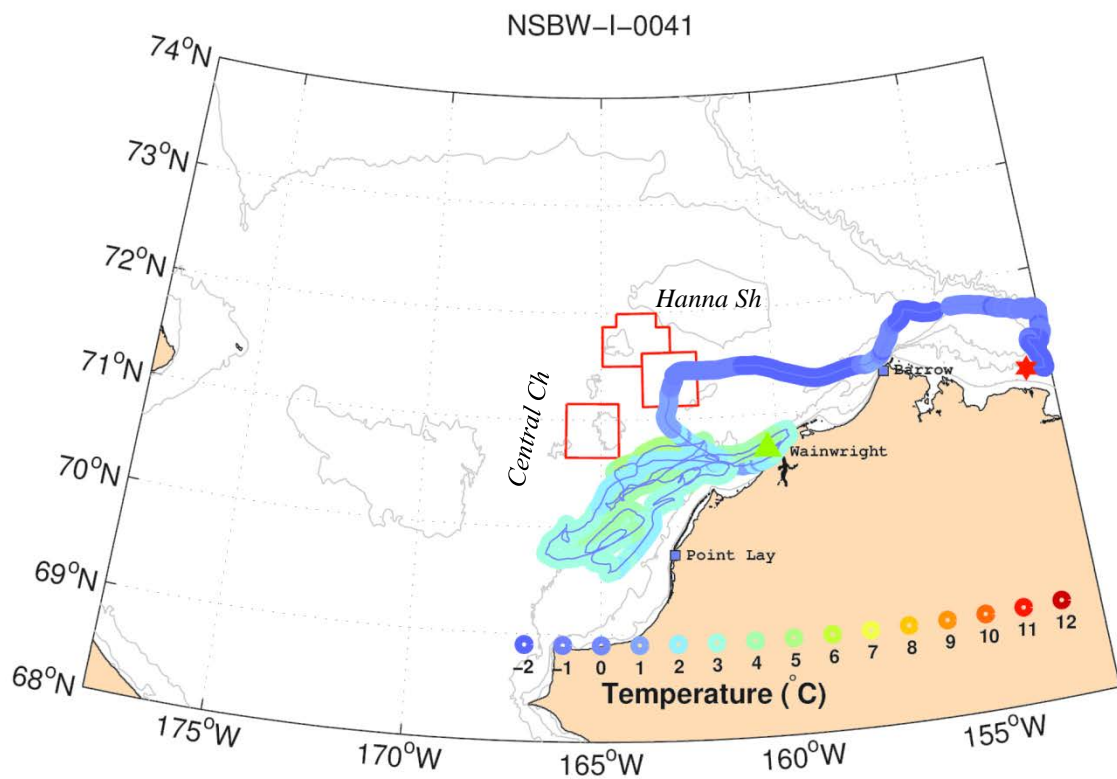 NSBW-I-0041
74°N
73°N
72°N
71°N
70°N
69°N
68°N
Hanna Sh
Central Ch
Barrow
Wainwright
Point Lay
-2 -1 0 1 2 3 4 5 6 7 8 9 10 11 12
Temperature (°C)
175°W 170°W 165°W 160°W 155°W